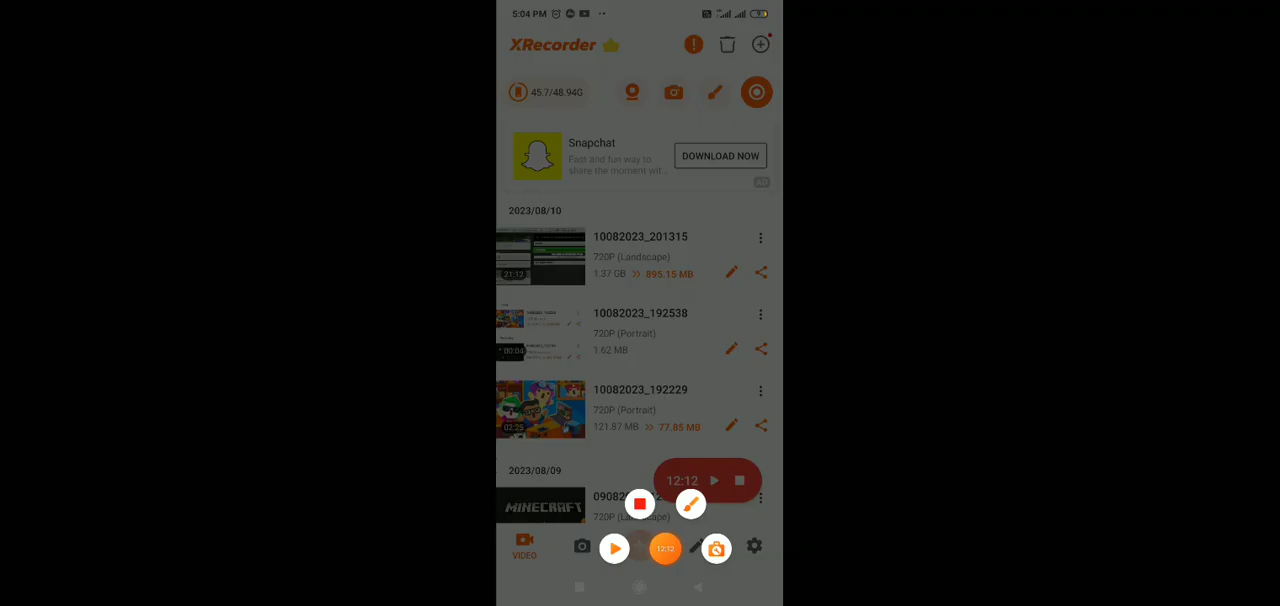 5:04 PM
XRecorder
45.7/48.94G
Snapchat
Fast and fun way to
share the moment wit...
DOWNLOAD NOW
AD
2023/08/10
10082023_201315
720P (Landscape)
1.37 GB >> 895.15 MB
21:12
10082023_192538
720P (Portrait)
1.62 MB
00:04
10082023_192229
720P (Portrait)
121.87 MB >> 77.85 MB
02:25
2023/08/09
12:12
MINECRAFT
12:12
VIDEO